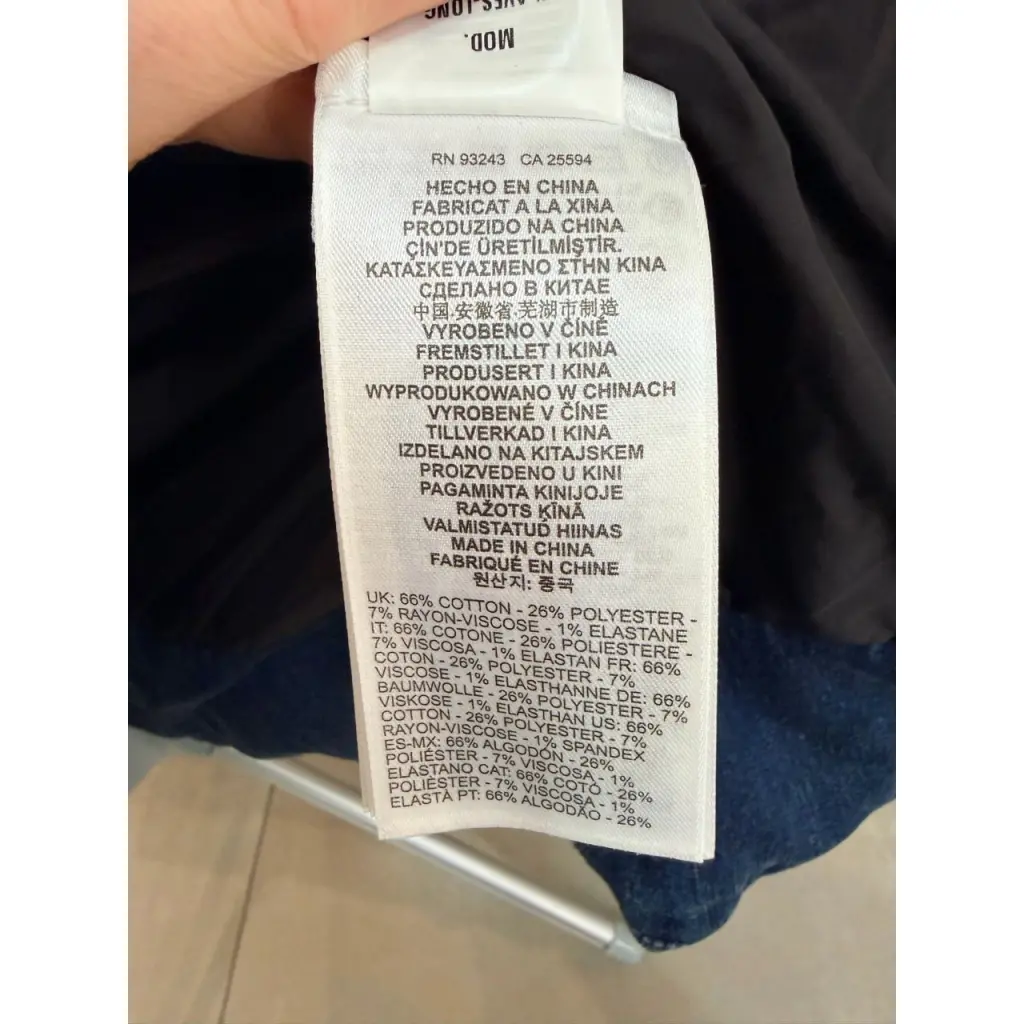 MOD.
RN 93243 CA 25594
HECHO EN CHINA
FABRICAT A LA XINA
PRODUZIDO NA CHINA
ÇİN'DE ÜRETİLMİŞTİR.
ΚΑΤΑΣΚΕΥΑΣΜΕΝΟ ΣΤΗΝ ΚΙΝΑ
СДЕЛАНО В КИТАЕ
中国.安徽省.芜湖市制造
VYROBENO V ČÍNĚ
FREMSTILLET I KINA
PRODUSERT I KINA
WYPRODUKOWANO W CHINACH
VYROBENÉ V ČÍNE
TILLVERKAD I KINA
IZDELANO NA KITAJSKEM
PROIZVEDENO U KINI
PAGAMINTA KINIJOJE
RAŽOTS ĶĪNĀ
VALMISTATUD HIINAS
MADE IN CHINA
FABRIQUÉ EN CHINE
원산지: 중국
UK: 66% COTTON - 26% POLYESTER -
7% RAYON-VISCOSE - 1% ELASTANE
IT: 66% COTONE - 26% POLIESTERE -
7% VISCOSA - 1% ELASTAN FR: 66%
COTON - 26% POLYESTER - 7%
VISCOSE - 1% ELASTHANNE DE: 66%
BAUMWOLLE - 26% POLYESTER - 7%
VISKOSE - 1% ELASTHAN US: 66%
COTTON - 26% POLYESTER - 7%
RAYON-VISCOSE - 1% SPANDEX
ES-MX: 66% ALGODÓN - 26%
POLIÉSTER - 7% VISCOSA - 1%
ELASTANO CAT: 66% COTÓ - 26%
POLIÈSTER - 7% VISCOSA - 1%
ELASTÀ PT: 66% ALGODÃO - 26%